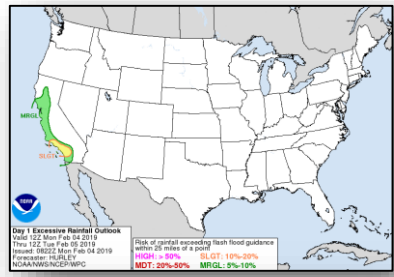 MRGL
SLGT
NOAA
Day 1 Excessive Rainfall Outlook
Valid 12Z Mon Feb 04 2019
Thru 12Z Tue Feb 05 2019
Issued: 0822Z Mon Feb 04 2019
Forecaster: HURLEY
NOAA/NWS/NCEP/WPC
Risk of rainfall exceeding flash flood guidance
within 25 miles of a point
HIGH: > 50% SLGT: 10%-20%
MDT: 20%-50% MRGL: 5%-10%